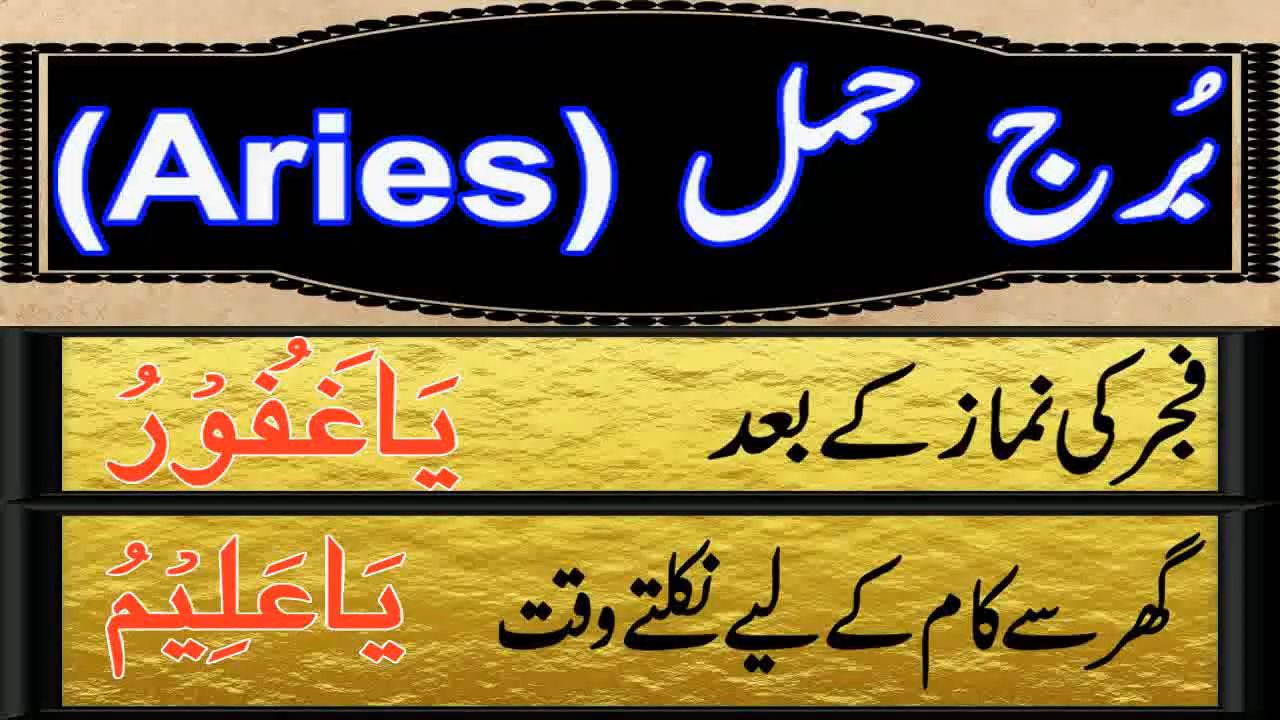 بُرج حمل (Aries)
فجر کی نماز کے بعد یَاغَفُوْرُ
گھر سے کام کے لیے نکلتے وقت یَاعَلِیْمُ